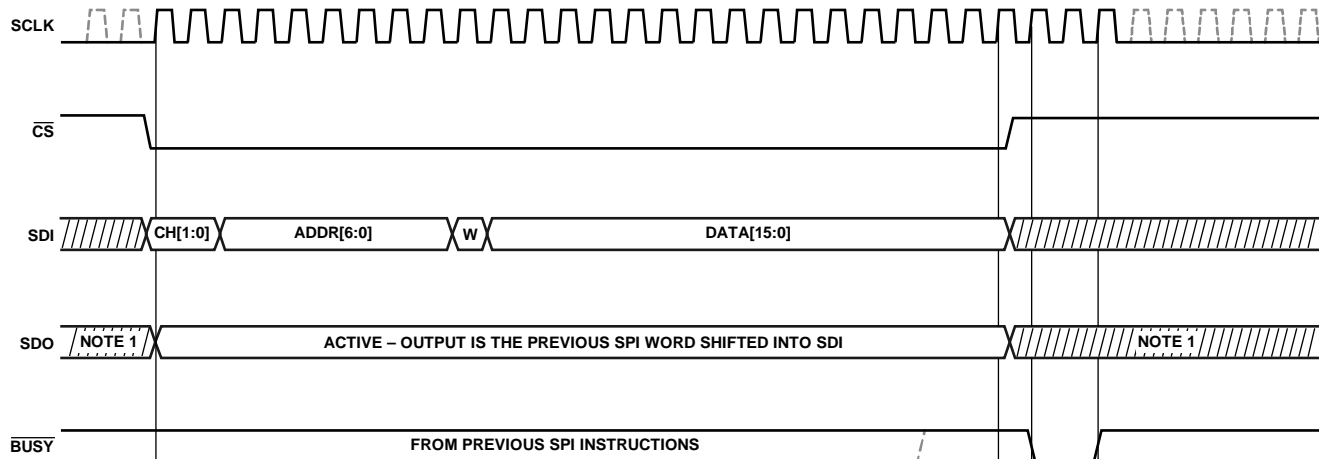 SCLK
CS
SDI CH[1:0] ADDR[6:0] W DATA[15:0]
SDO NOTE 1 ACTIVE – OUTPUT IS THE PREVIOUS SPI WORD SHIFTED INTO SDI NOTE 1
BUSY FROM PREVIOUS SPI INSTRUCTIONS